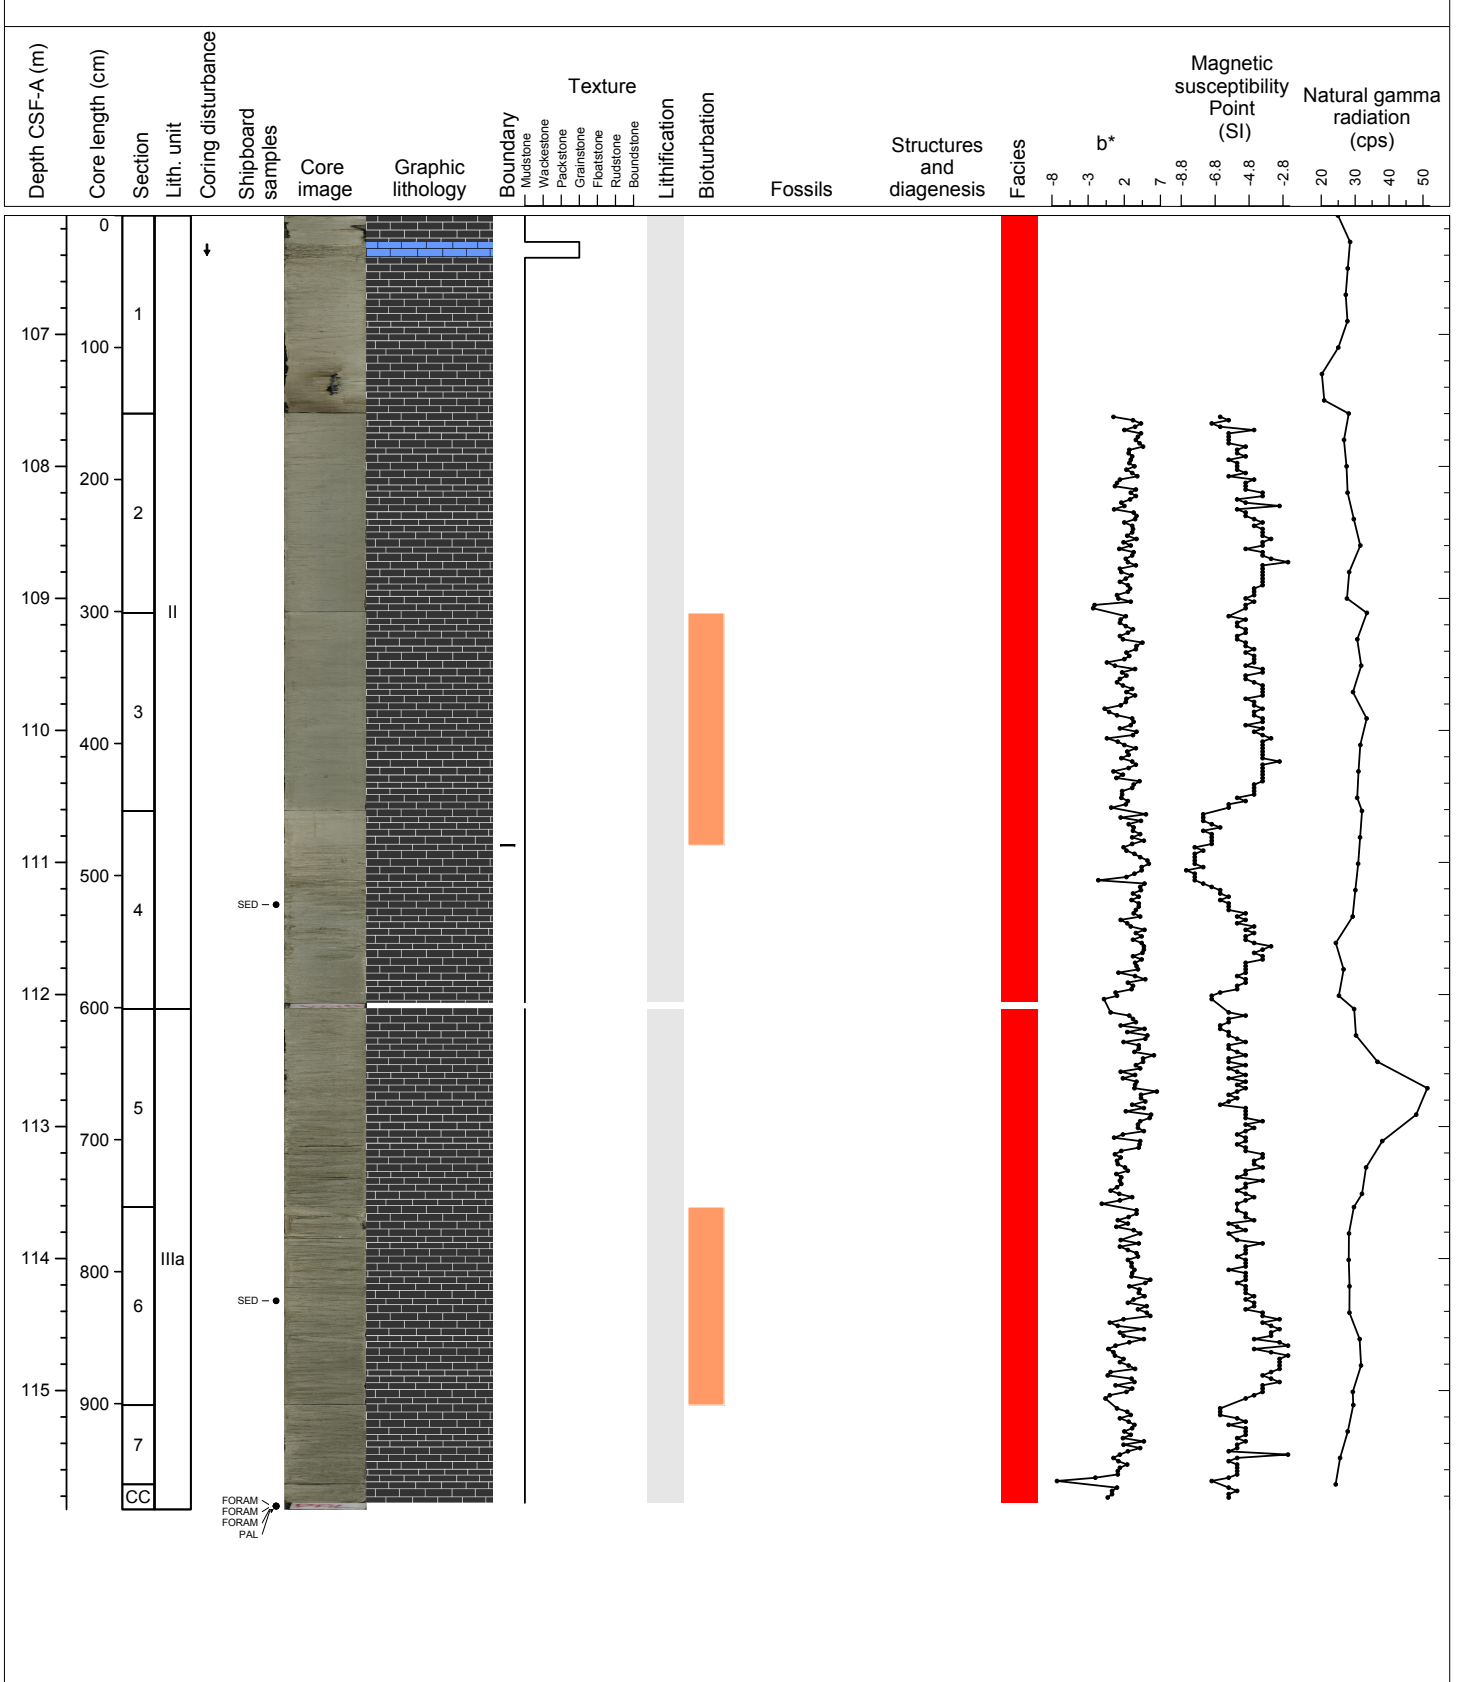 Depth CSF-A (m)
Core length (cm)
Section
Lith. unit
Coring disturbance
Shipboard
samples
Core
image
Graphic
lithology
Boundary
Texture
Mudstone
Wackestone
Packstone
Grainstone
Floatstone
Rudstone
Boundstone
Lithification
Bioturbation
Fossils
Structures
and
diagenesis
Facies
b*
-8 -3 2 7
Magnetic
susceptibility
Point
(SI)
-8.8 -6.8 -4.8 -2.8
Natural gamma
radiation
(cps)
20 30 40 50
0
1
107
100
108
200
2
109
300
II
3
110
400
111
500
SED
4
112
600
5
113
700
114
800
IIIa
SED
6
115
900
7
CC
FORAM
FORAM
FORAM
PAL